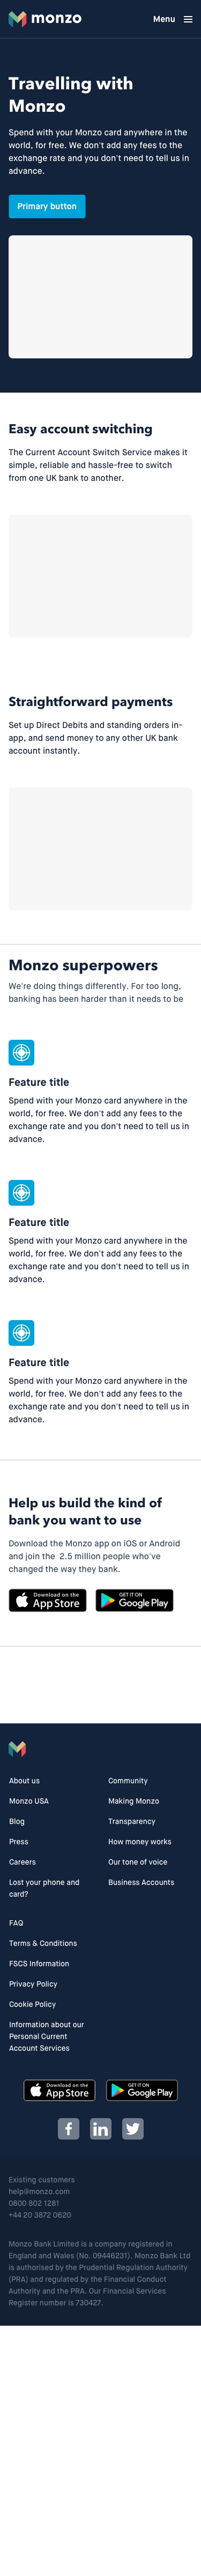 monzo
Menu
Travelling with
Monzo
Spend with your Monzo card anywhere in the
world, for free. We don't add any fees to the
exchange rate and you don't need to tell us in
advance.
Primary button
Easy account switching
The Current Account Switch Service makes it
simple, reliable and hassle-free to switch
from one UK bank to another.
Straightforward payments
Set up Direct Debits and standing orders in-
app, and send money to any other UK bank
account instantly.
Monzo superpowers
We're doing things differently. For too long,
banking has been harder than it needs to be
Feature title
Spend with your Monzo card anywhere in the
world, for free. We don't add any fees to the
exchange rate and you don't need to tell us in
advance.
Feature title
Spend with your Monzo card anywhere in the
world, for free. We don't add any fees to the
exchange rate and you don't need to tell us in
advance.
Feature title
Spend with your Monzo card anywhere in the
world, for free. We don't add any fees to the
exchange rate and you don't need to tell us in
advance.
Help us build the kind of
bank you want to use
Download the Monzo app on iOS or Android
and join the 2.5 million people who've
changed the way they bank.
Download on the
App Store
GET IT ON
Google Play
About us
Monzo USA
Blog
Press
Careers
Lost your phone and
card?
FAQ
Terms & Conditions
FSCS Information
Privacy Policy
Cookie Policy
Information about our
Personal Current
Account Services
Community
Making Monzo
Transparency
How money works
Our tone of voice
Business Accounts
Download on the
App Store
GET IT ON
Google Play
Existing customers
help@monzo.com
0800 802 1281
+44 20 3872 0620
Monzo Bank Limited is a company registered in
England and Wales (No. 09446231). Monzo Bank Ltd
is authorised by the Prudential Regulation Authority
(PRA) and regulated by the Financial Conduct
Authority and the PRA. Our Financial Services
Register number is 730427.